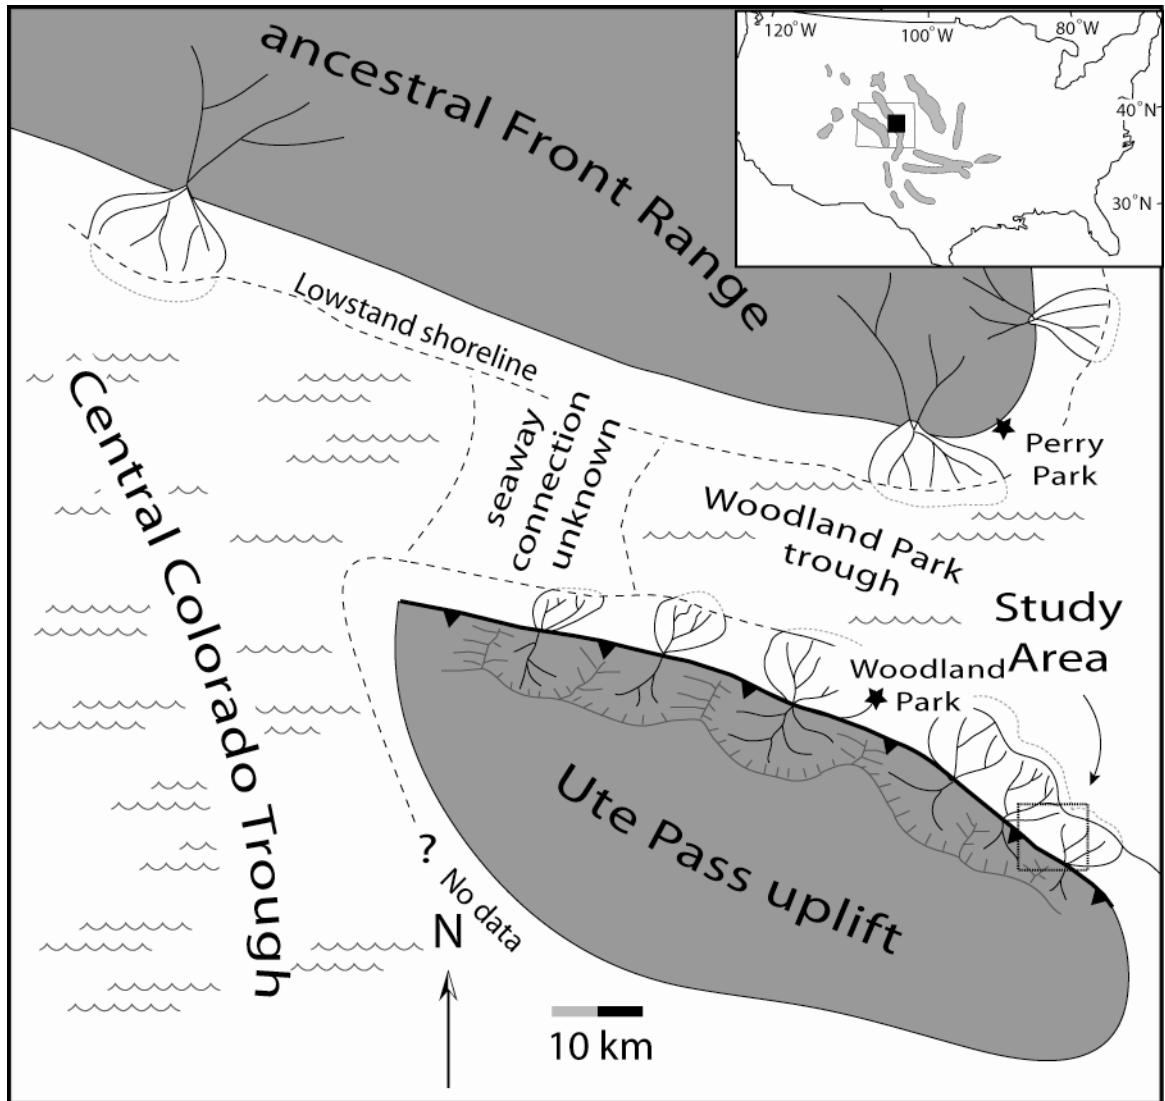 ancestral Front Range
120°W
100°W
80°W
40°N
30°N
Lowstand shoreline
Central Colorado Trough
seaway
connection
unknown
Perry
Park
Woodland Park
trough
Study
Area
Woodland
Park
Ute Pass uplift
?
No data
N
10 km